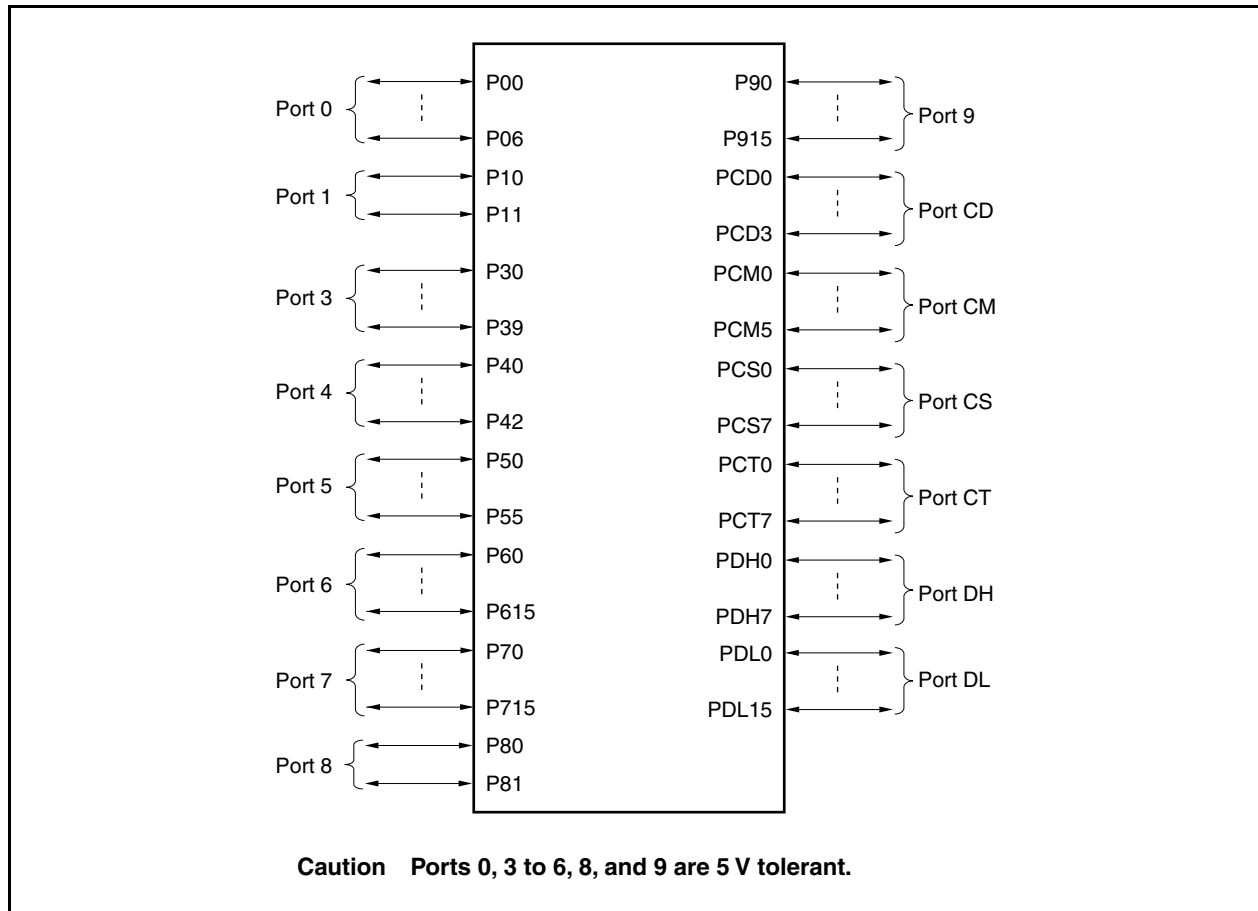 Port 0
P00
P06
Port 1
P10
P11
Port 3
P30
P39
Port 4
P40
P42
Port 5
P50
P55
Port 6
P60
P615
Port 7
P70
P715
Port 8
P80
P81
P90
P915
Port 9
PCD0
PCD3
Port CD
PCM0
PCM5
Port CM
PCS0
PCS7
Port CS
PCT0
PCT7
Port CT
PDH0
PDH7
Port DH
PDL0
PDL15
Port DL
Caution Ports 0, 3 to 6, 8, and 9 are 5 V tolerant.